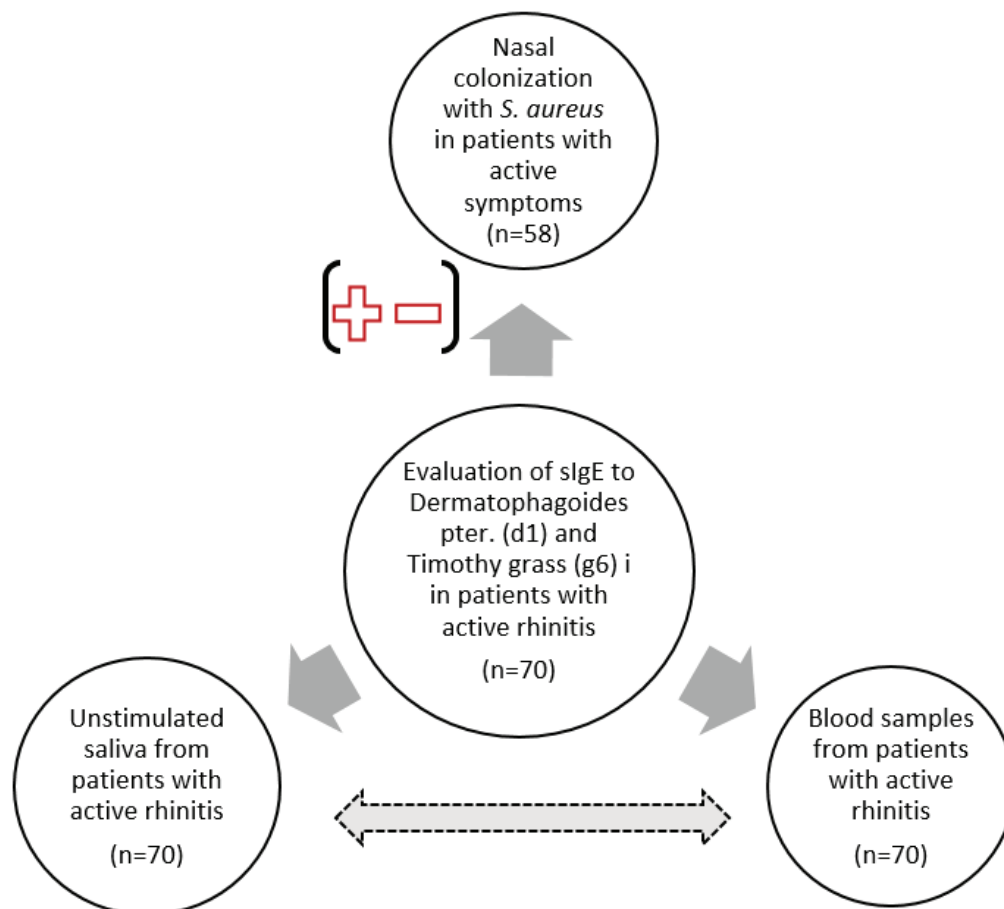 Nasal
colonization
with S. aureus
in patients with
active
symptoms
(n=58)
Evaluation of sIgE to
Dermatophagoides
pter. (d1) and
Timothy grass (g6) i
in patients with
active rhinitis
(n=70)
Unstimulated
saliva from
patients with
active rhinitis
(n=70)
Blood samples
from patients
with active
rhinitis
(n=70)